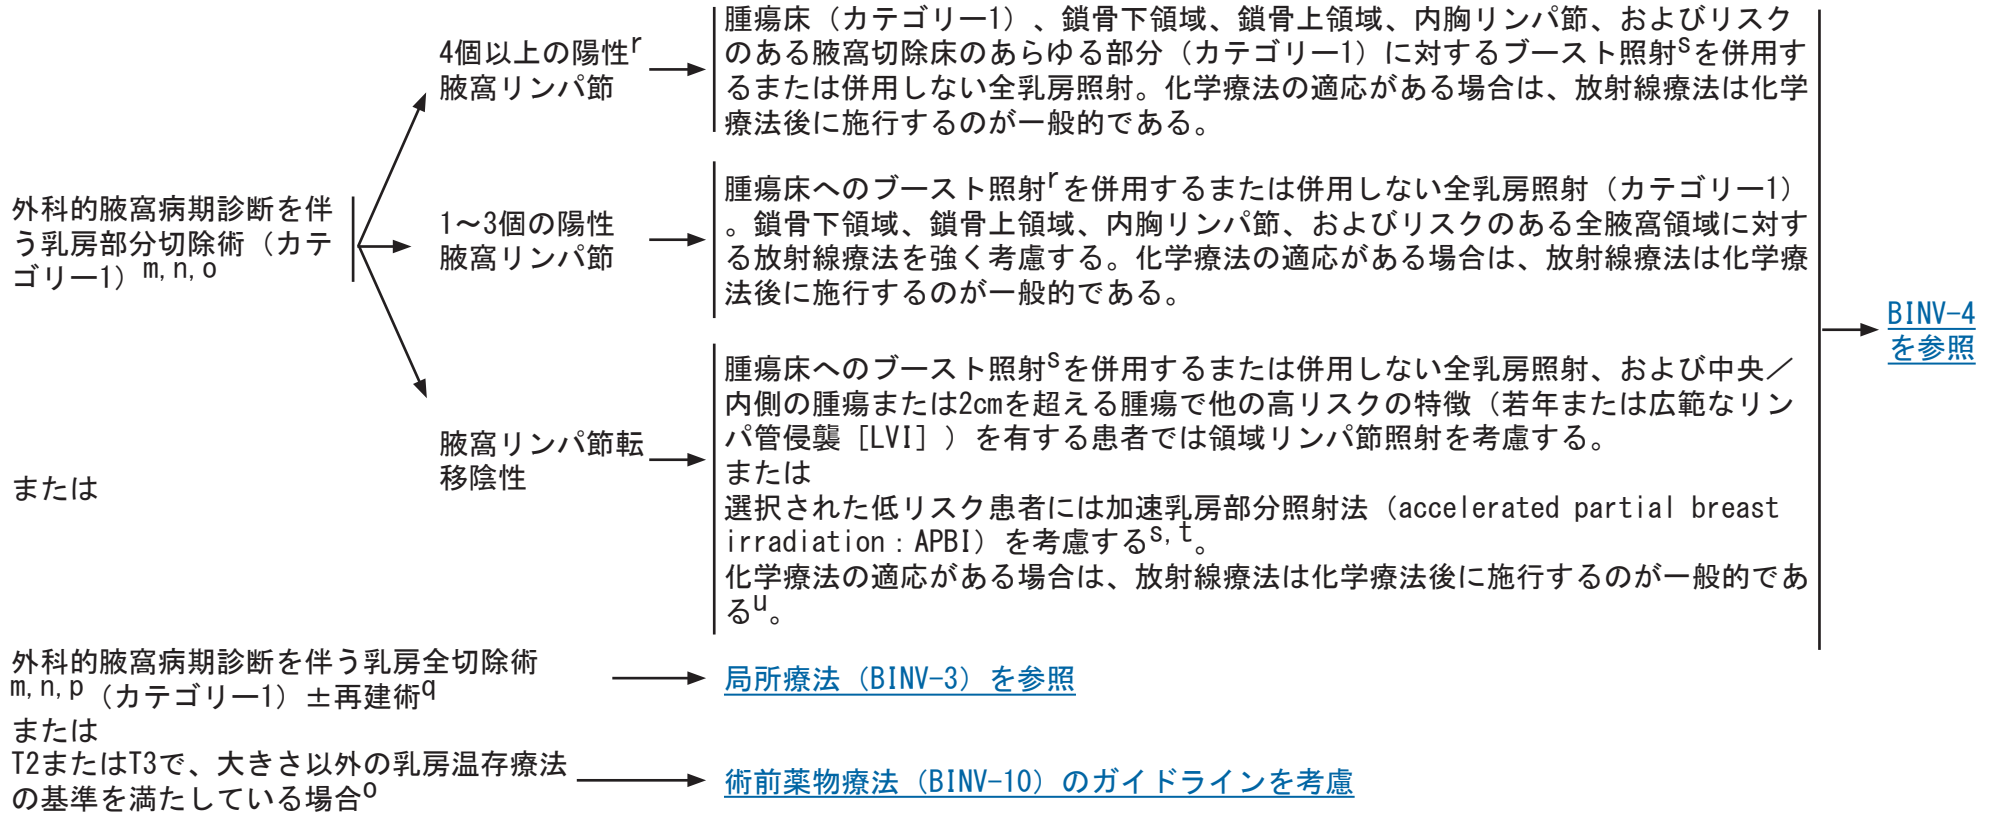 外科的腋窩病期診断を伴
う乳房部分切除術（カテ
ゴリー1）m, n, o
4個以上の陽性r
腋窩リンパ節
腫瘍床（カテゴリー1）、鎖骨下領域、鎖骨上領域、内胸リンパ節、およびリスク
のある腋窩切除床のあらゆる部分（カテゴリー1）に対するブースト照射sを併用す
るまたは併用しない全乳房照射。化学療法の適応がある場合は、放射線療法は化学
療法後に施行するのが一般的である。
1～3個の陽性
腋窩リンパ節
腫瘍床へのブースト照射rを併用するまたは併用しない全乳房照射（カテゴリー1）
。鎖骨下領域、鎖骨上領域、内胸リンパ節、およびリスクのある全腋窩領域に対す
る放射線療法を強く考慮する。化学療法の適応がある場合は、放射線療法は化学療
法後に施行するのが一般的である。
腋窩リンパ節転
移陰性
腫瘍床へのブースト照射sを併用するまたは併用しない全乳房照射、および中央／
内側の腫瘍または2cmを超える腫瘍で他の高リスクの特徴（若年または広範なリン
パ管侵襲［LVI］）を有する患者では領域リンパ節照射を考慮する。
または
選択された低リスク患者には加速乳房部分照射法（accelerated partial breast
irradiation：APBI）を考慮するs, t。
化学療法の適応がある場合は、放射線療法は化学療法後に施行するのが一般的であ
るu。
BINV-4
を参照
または
外科的腋窩病期診断を伴う乳房全切除術
m, n, p（カテゴリー1）±再建術q
局所療法（BINV-3）を参照
または
T2またはT3で、大きさ以外の乳房温存療法
の基準を満たしている場合o
術前薬物療法（BINV-10）のガイドラインを考慮